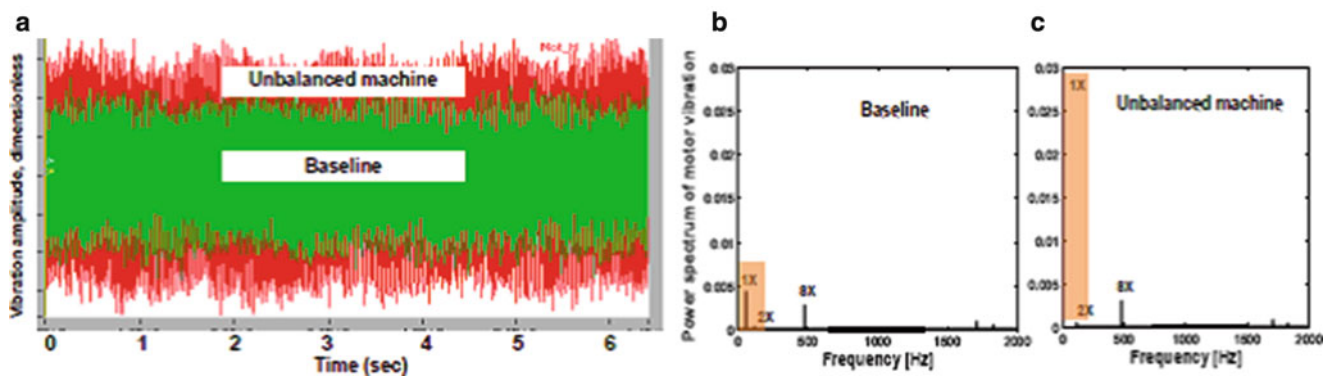 a
Vibration amplitude, dimensionless
Unbalanced machine
Baseline
0 1 2 3 4 5 6
Time (sec)
b
Power spectrum of motor vibration
0.03
0.025
0.02
0.015
0.01
0.005
0
Baseline
1X
2X
8X
0 500 1000 1500 2000
Frequency [Hz]
c
0.03
0.025
0.02
0.015
0.01
0.005
0
1X
Unbalanced machine
2X
8X
0 500 1000 1500 2000
Frequency [Hz]